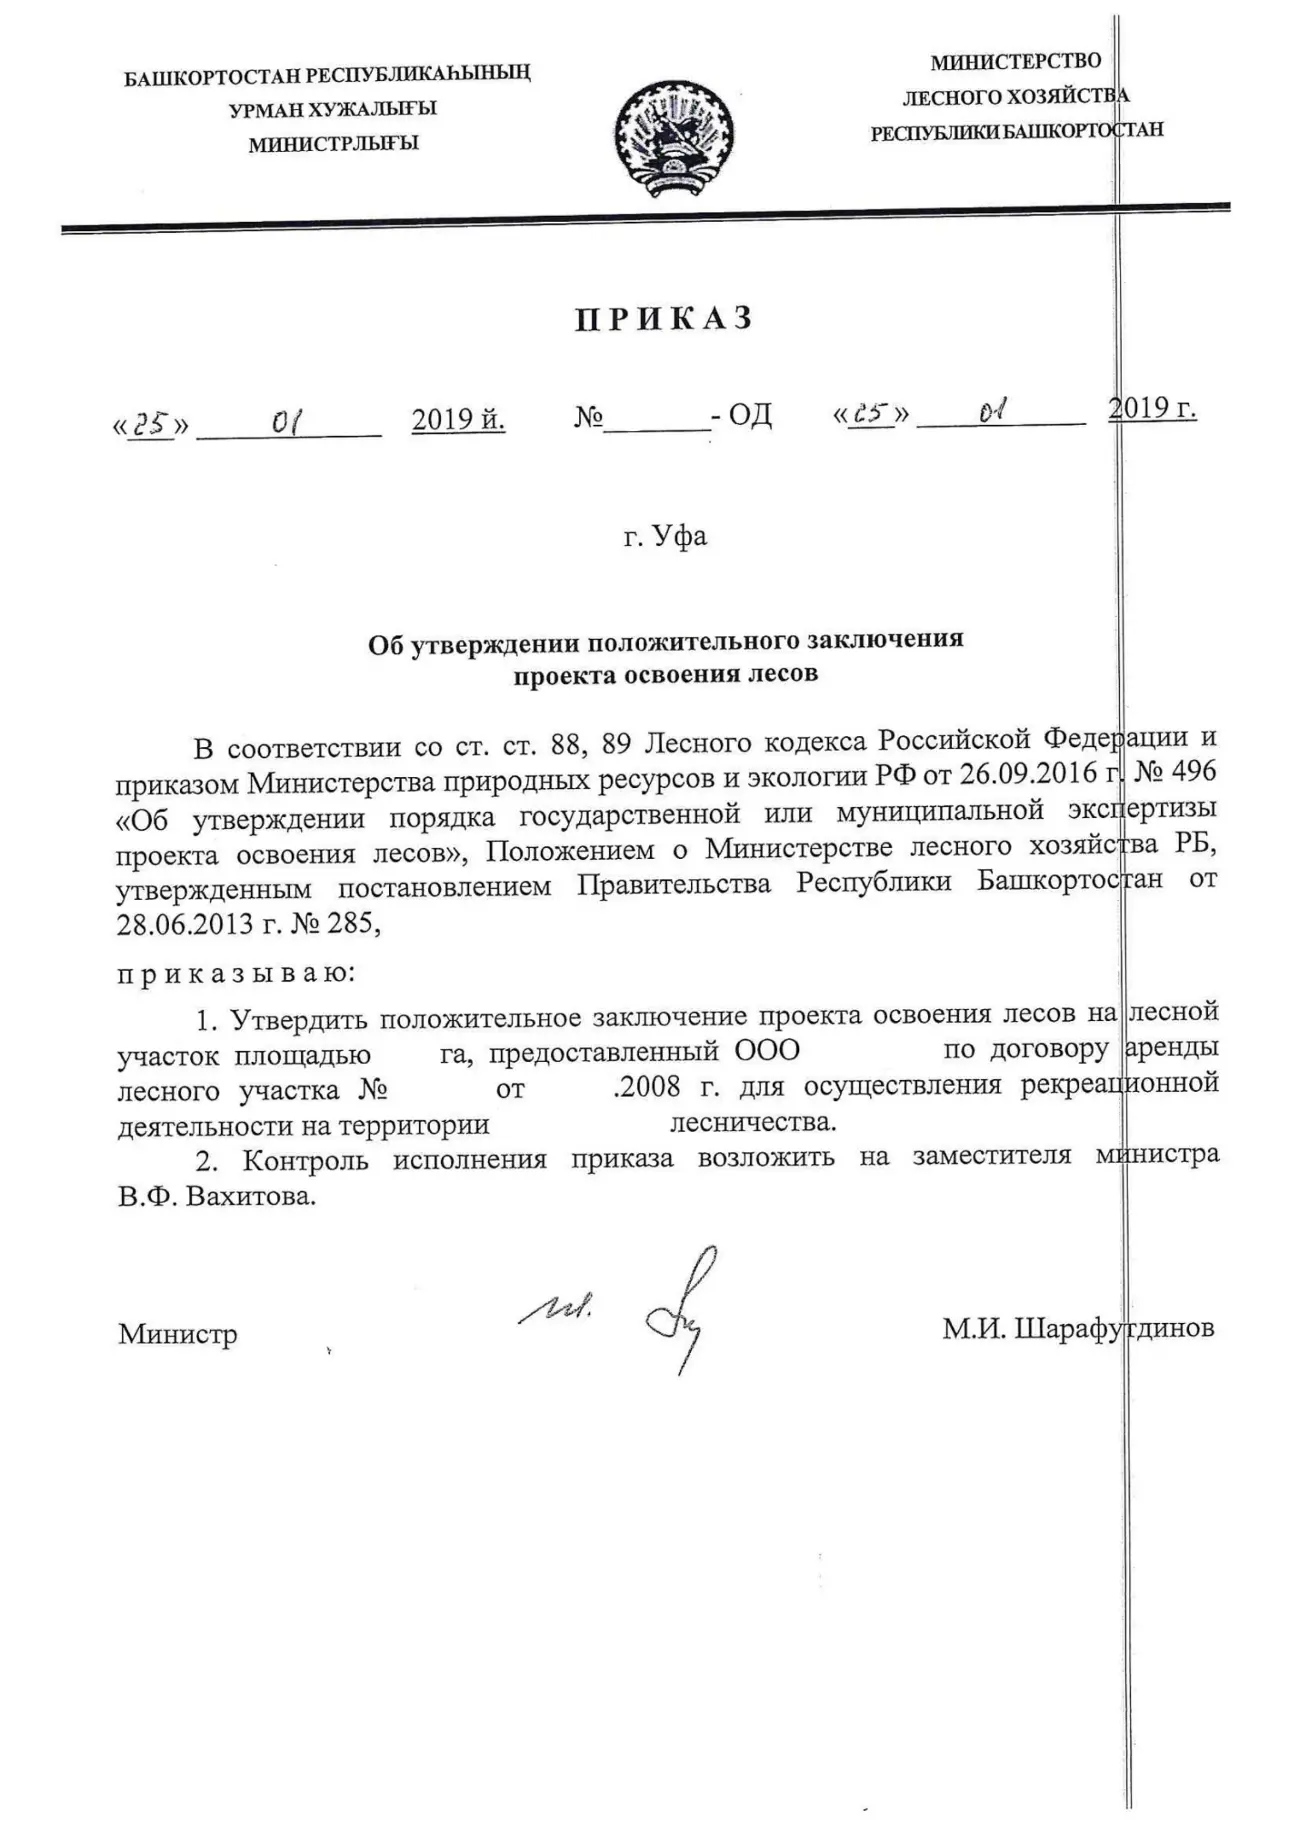 БАШКОРТОСТАН РЕСПУБЛИКАҺЫНЫҢ
УРМАН ХУЖАЛЫҒЫ
МИНИСТРЛЫҒЫ
МИНИСТЕРСТВО
ЛЕСНОГО ХОЗЯЙСТВА
РЕСПУБЛИКИ БАШКОРТОСТАН
П Р И К А З
«25» 01 2019 й. №_______- ОД «25» 01 2019 г.
г. Уфа
Об утверждении положительного заключения
проекта освоения лесов
В соответствии со ст. ст. 88, 89 Лесного кодекса Российской Федерации и
приказом Министерства природных ресурсов и экологии РФ от 26.09.2016 г. № 496
«Об утверждении порядка государственной или муниципальной экспертизы
проекта освоения лесов», Положением о Министерстве лесного хозяйства РБ,
утвержденным постановлением Правительства Республики Башкортостан от
28.06.2013 г. № 285,
п р и к а з ы в а ю:
1. Утвердить положительное заключение проекта освоения лесов на лесной
участок площадью га, предоставленный ООО по договору аренды
лесного участка № от .2008 г. для осуществления рекреационной
деятельности на территории лесничества.
2. Контроль исполнения приказа возложить на заместителя министра
В.Ф. Вахитова.
Министр М.И. Шарафутдинов